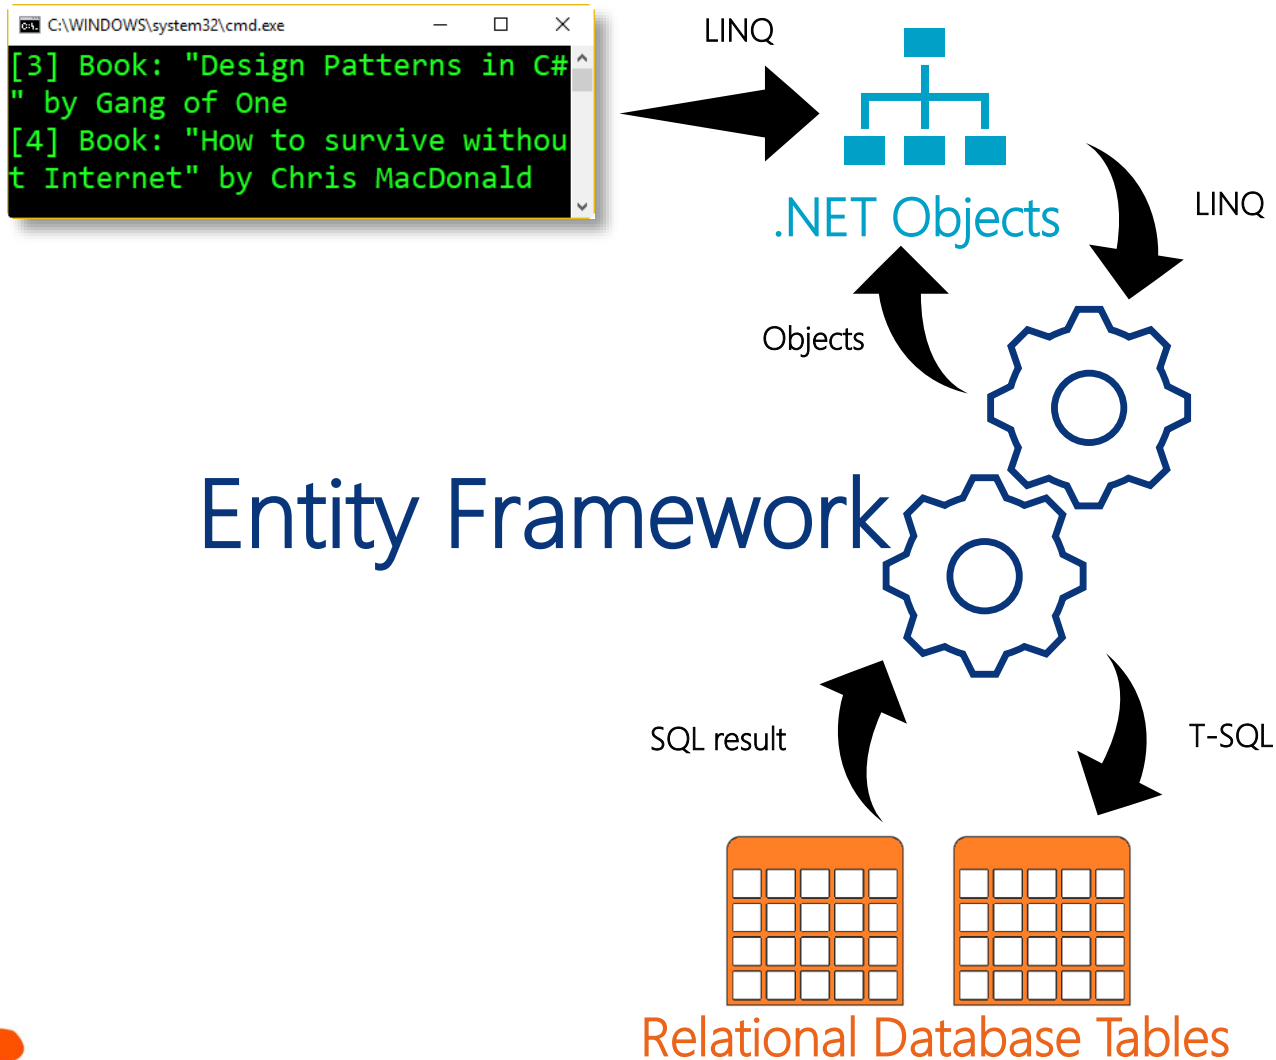 C:\WINDOWS\system32\cmd.exe
[3] Book: "Design Patterns in C#
" by Gang of One
[4] Book: "How to survive withou
t Internet" by Chris MacDonald
LINQ
.NET Objects
LINQ
Objects
Entity Framework
SQL result
T-SQL
Relational Database Tables